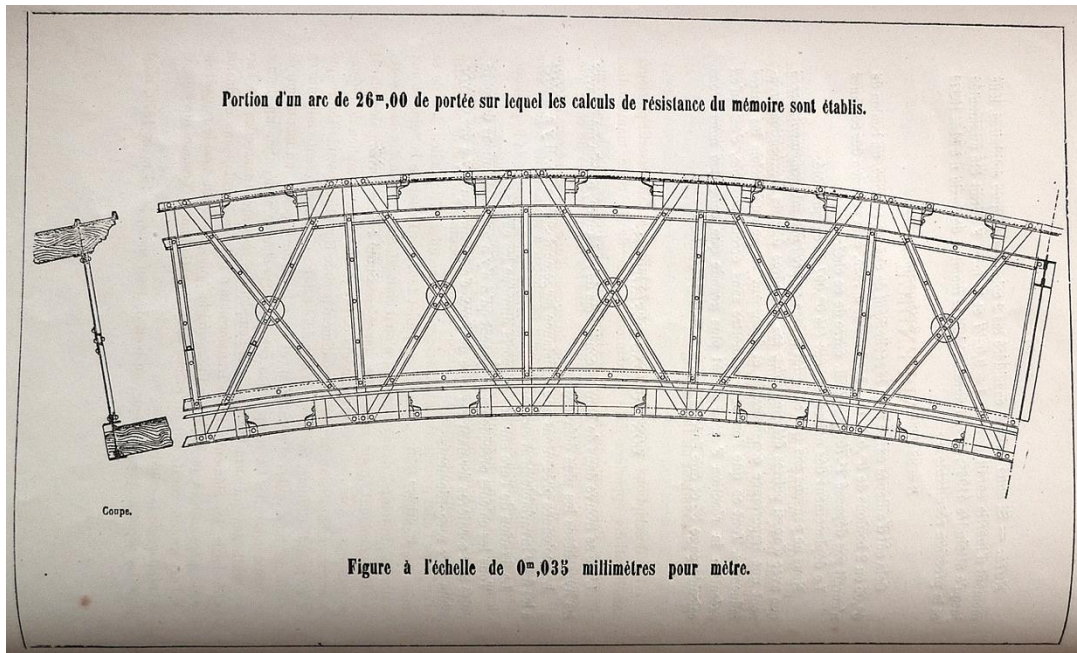 Portion d'un arc de 26ᵐ,00 de portée sur lequel les calculs de résistance du mémoire sont établis.
Coupe.
Figure à l'échelle de 0ᵐ,035 millimètres pour mètre.